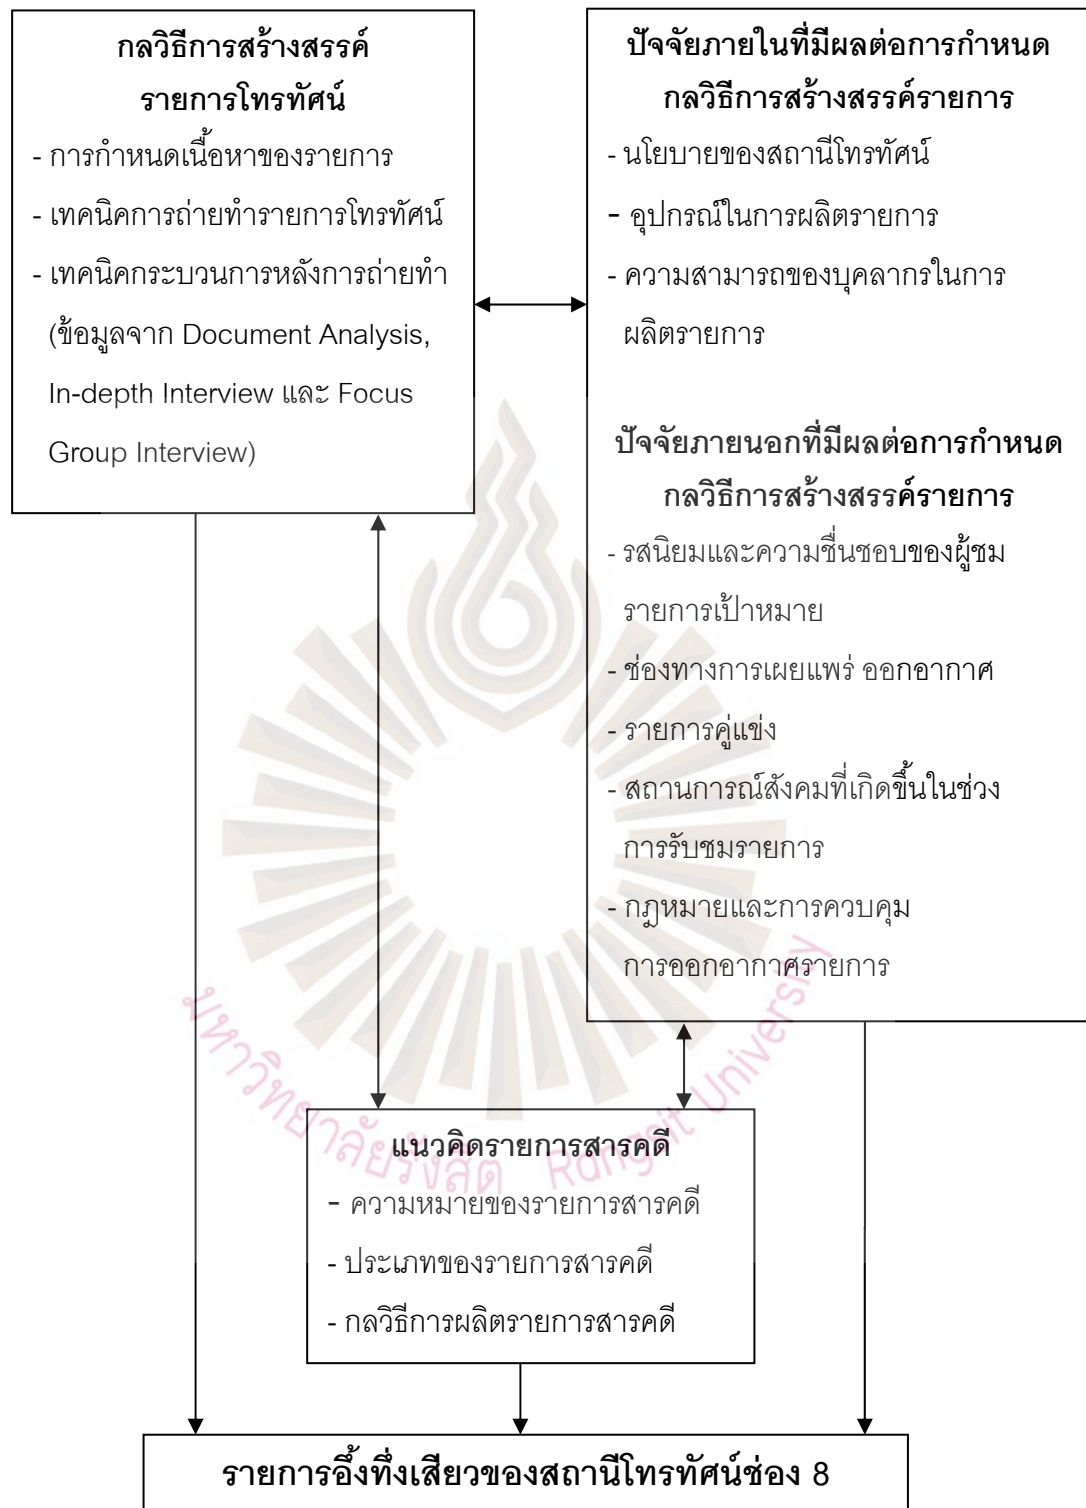 กลวิธีการสร้างสรรค์
รายการโทรทัศน์
- การกำหนดเนื้อหาของรายการ
- เทคนิคการถ่ายทำรายการโทรทัศน์
- เทคนิคกระบวนการหลังการถ่ายทำ
(ข้อมูลจาก Document Analysis,
In-depth Interview และ Focus
Group Interview)
ปัจจัยภายในที่มีผลต่อการกำหนด
กลวิธีการสร้างสรรค์รายการ
- นโยบายของสถานีโทรทัศน์
- อุปกรณ์ในการผลิตรายการ
- ความสามารถของบุคลากรในการ
ผลิตรายการ
ปัจจัยภายนอกที่มีผลต่อการกำหนด
กลวิธีการสร้างสรรค์รายการ
- รสนิยมและความชื่นชอบของผู้ชม
รายการเป้าหมาย
- ช่องทางการเผยแพร่ ออกอากาศ
- รายการคู่แข่ง
- สถานการณ์สังคมที่เกิดขึ้นในช่วง
การรับชมรายการ
- กฎหมายและการควบคุม
การออกอากาศรายการ
แนวคิดรายการสารคดี
- ความหมายของรายการสารคดี
- ประเภทของรายการสารคดี
- กลวิธีการผลิตรายการสารคดี
รายการอึ้งทึ่งเสียวของสถานีโทรทัศน์ช่อง 8
มหาวิทยาลัยรังสิต Rangsit University